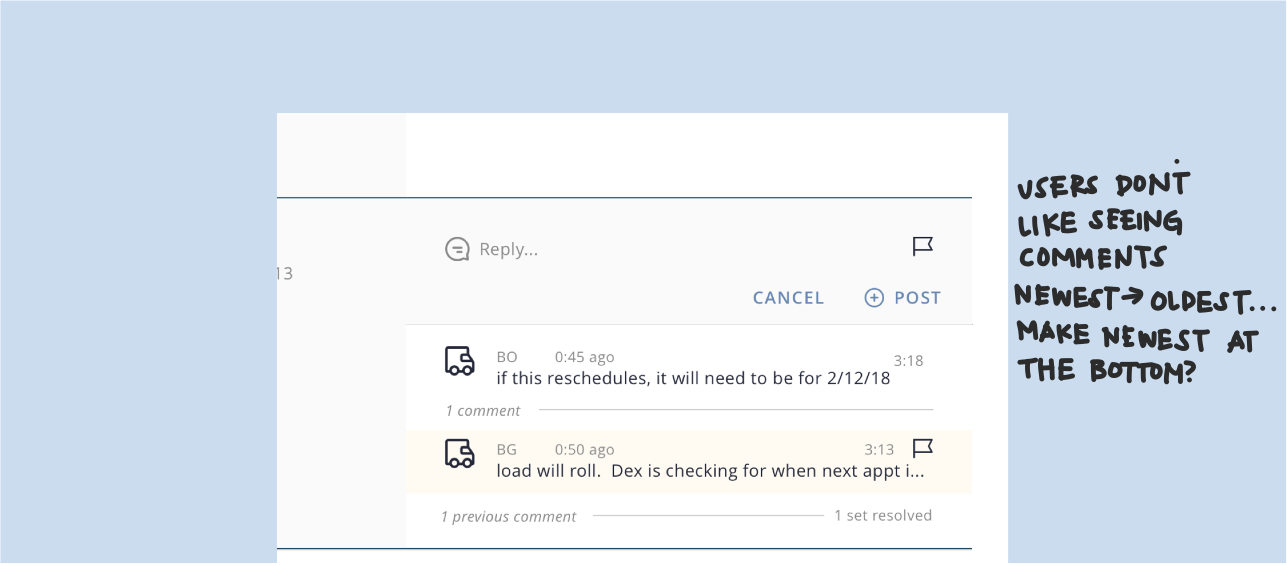 Reply...
13
CANCEL POST
BO 0:45 ago 3:18
if this reschedules, it will need to be for 2/12/18
1 comment
BG 0:50 ago 3:13
load will roll.  Dex is checking for when next appt i...
1 previous comment 1 set resolved
USERS DON'T
LIKE SEEING
COMMENTS
NEWEST→OLDEST...
MAKE NEWEST AT
THE BOTTOM?